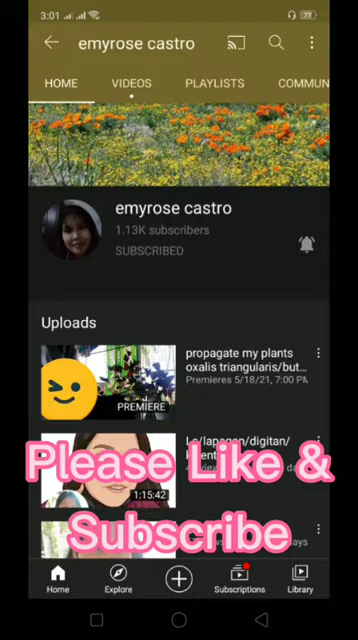 3:01
77
emyrose castro
HOME
VIDEOS
PLAYLISTS
COMMUN
emyrose castro
1.13K subscribers
SUBSCRIBED
Uploads
propagate my plants
oxalis triangularis/but...
Premieres 5/18/21, 7:00 PM
PREMIERE
1:15:42
Please Like &
Subscribe
Home
Explore
Subscriptions
Library